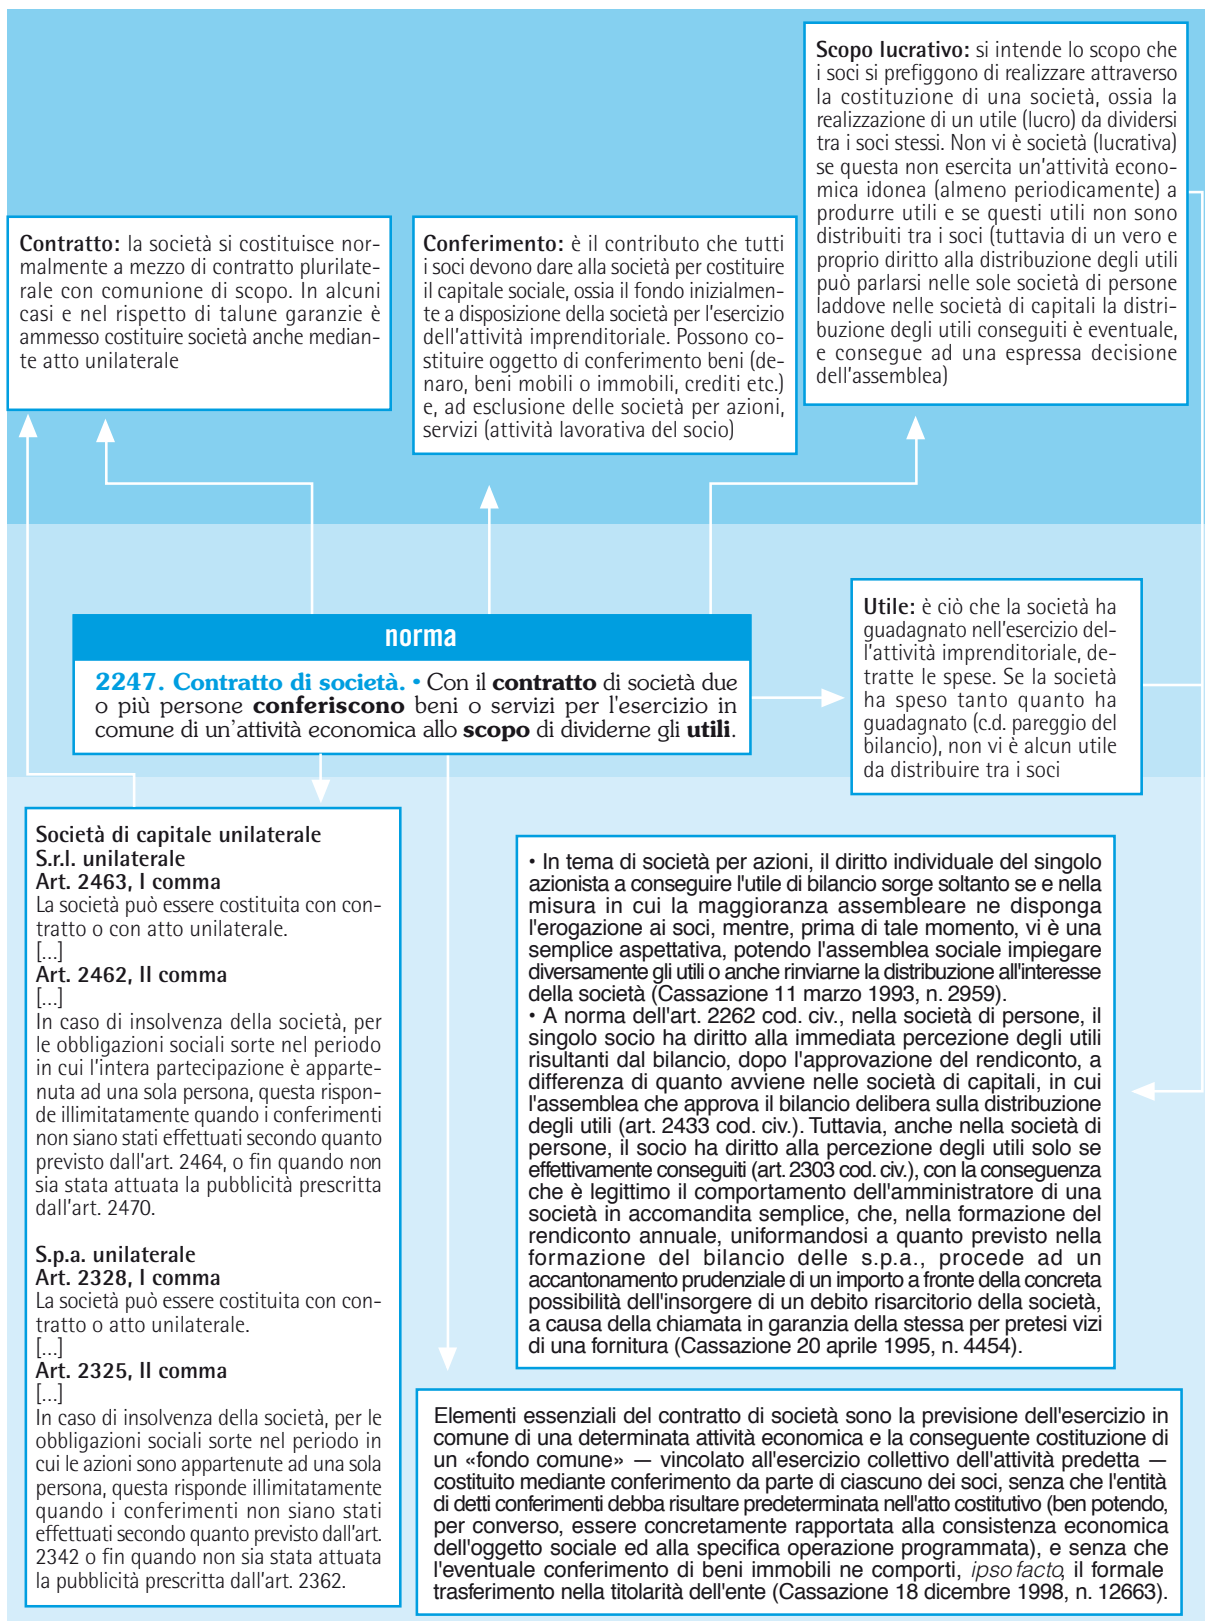 Scopo lucrativo: si intende lo scopo che
i soci si prefiggono di realizzare attraverso
la costituzione di una società, ossia la
realizzazione di un utile (lucro) da dividersi
tra i soci stessi. Non vi è società (lucrativa)
se questa non esercita un'attività econo-
mica idonea (almeno periodicamente) a
produrre utili e se questi utili non sono
distribuiti tra i soci (tuttavia di un vero e
proprio diritto alla distribuzione degli utili
può parlarsi nelle sole società di persone
laddove nelle società di capitali la distri-
buzione degli utili conseguiti è eventuale,
e consegue ad una espressa decisione
dell'assemblea)
Contratto: la società si costituisce nor-
malmente a mezzo di contratto plurilate-
rale con comunione di scopo. In alcuni
casi e nel rispetto di talune garanzie è
ammesso costituire società anche median-
te atto unilaterale
Conferimento: è il contributo che tutti
i soci devono dare alla società per costituire
il capitale sociale, ossia il fondo inizialmen-
te a disposizione della società per l'esercizio
dell'attività imprenditoriale. Possono co-
stituire oggetto di conferimento beni (de-
naro, beni mobili o immobili, crediti etc.)
e, ad esclusione delle società per azioni,
servizi (attività lavorativa del socio)
norma
2247. Contratto di società. • Con il contratto di società due
o più persone conferiscono beni o servizi per l'esercizio in
comune di un'attività economica allo scopo di dividerne gli utili.
Utile: è ciò che la società ha
guadagnato nell'esercizio del-
l'attività imprenditoriale, de-
tratte le spese. Se la società
ha speso tanto quanto ha
guadagnato (c.d. pareggio del
bilancio), non vi è alcun utile
da distribuire tra i soci
Società di capitale unilaterale
S.r.l. unilaterale
Art. 2463, I comma
La società può essere costituita con con-
tratto o con atto unilaterale.
[...]
Art. 2462, II comma
[...]
In caso di insolvenza della società, per
le obbligazioni sociali sorte nel periodo
in cui l'intera partecipazione è apparte-
nuta ad una sola persona, questa rispon-
de illimitatamente quando i conferimenti
non siano stati effettuati secondo quanto
previsto dall'art. 2464, o fin quando non
sia stata attuata la pubblicità prescritta
dall'art. 2470.
S.p.a. unilaterale
Art. 2328, I comma
La società può essere costituita con con-
tratto o atto unilaterale.
[...]
Art. 2325, II comma
[...]
In caso di insolvenza della società, per le
obbligazioni sociali sorte nel periodo in
cui le azioni sono appartenute ad una sola
persona, questa risponde illimitatamente
quando i conferimenti non siano stati
effettuati secondo quanto previsto dall'art.
2342 o fin quando non sia stata attuata
la pubblicità prescritta dall'art. 2362.
• In tema di società per azioni, il diritto individuale del singolo
azionista a conseguire l'utile di bilancio sorge soltanto se e nella
misura in cui la maggioranza assembleare ne disponga
l'erogazione ai soci, mentre, prima di tale momento, vi è una
semplice aspettativa, potendo l'assemblea sociale impiegare
diversamente gli utili o anche rinviarne la distribuzione all'interesse
della società (Cassazione 11 marzo 1993, n. 2959).
• A norma dell'art. 2262 cod. civ., nella società di persone, il
singolo socio ha diritto alla immediata percezione degli utili
risultanti dal bilancio, dopo l'approvazione del rendiconto, a
differenza di quanto avviene nelle società di capitali, in cui
l'assemblea che approva il bilancio delibera sulla distribuzione
degli utili (art. 2433 cod. civ.). Tuttavia, anche nella società di
persone, il socio ha diritto alla percezione degli utili solo se
effettivamente conseguiti (art. 2303 cod. civ.), con la conseguenza
che è legittimo il comportamento dell'amministratore di una
società in accomandita semplice, che, nella formazione del
rendiconto annuale, uniformandosi a quanto previsto nella
formazione del bilancio delle s.p.a., procede ad un
accantonamento prudenziale di un importo a fronte della concreta
possibilità dell'insorgere di un debito risarcitorio della società,
a causa della chiamata in garanzia della stessa per pretesi vizi
di una fornitura (Cassazione 20 aprile 1995, n. 4454).
Elementi essenziali del contratto di società sono la previsione dell'esercizio in
comune di una determinata attività economica e la conseguente costituzione di
un «fondo comune» — vincolato all'esercizio collettivo dell'attività predetta —
costituito mediante conferimento da parte di ciascuno dei soci, senza che l'entità
di detti conferimenti debba risultare predeterminata nell'atto costitutivo (ben potendo,
per converso, essere concretamente rapportata alla consistenza economica
dell'oggetto sociale ed alla specifica operazione programmata), e senza che
l'eventuale conferimento di beni immobili ne comporti, ipso facto, il formale
trasferimento nella titolarità dell'ente (Cassazione 18 dicembre 1998, n. 12663).